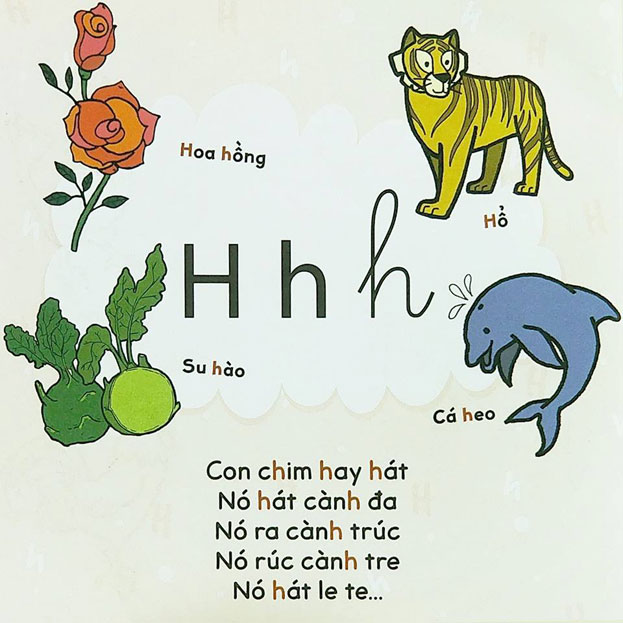 Hoa hồng
Hổ
H h h
Su hào
Cá heo
Con chim hay hát
Nó hát cành đa
Nó ra cành trúc
Nó rúc cành tre
Nó hát le te...